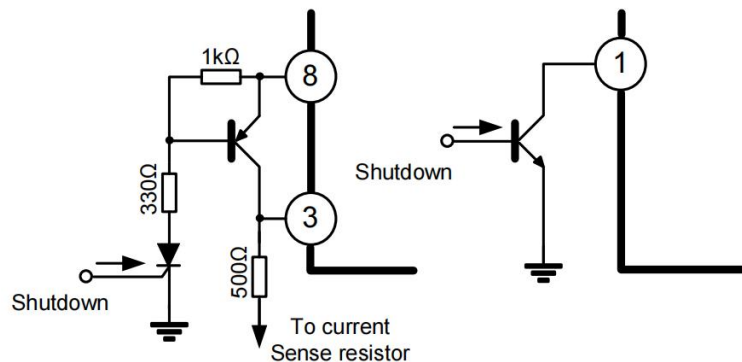 1kΩ
8
1
Shutdown
330Ω
3
500Ω
Shutdown
To current
Sense resistor